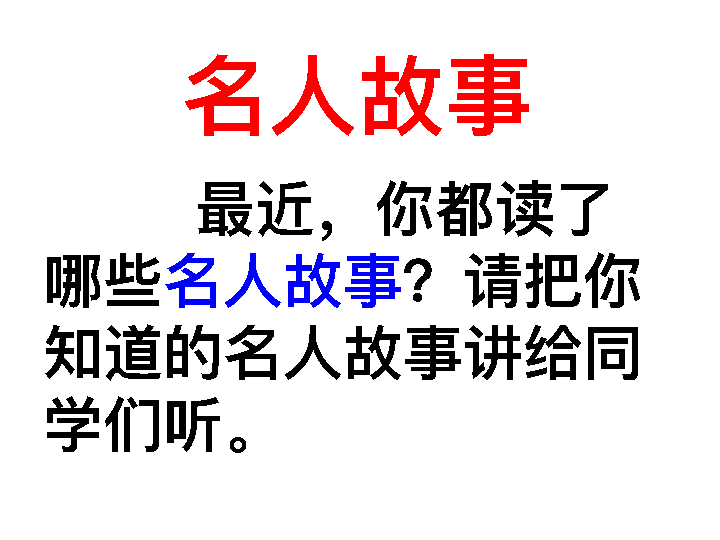 名人故事
最近，你都读了
哪些名人故事？请把你
知道的名人故事讲给同
学们听。